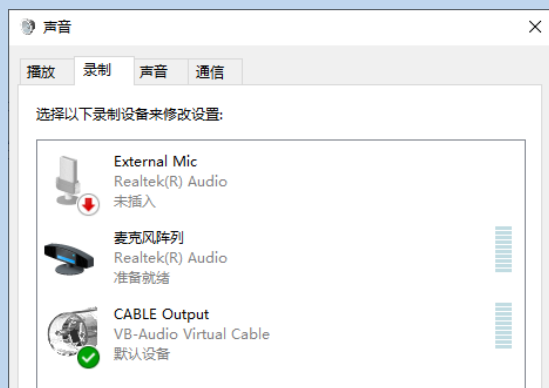 声音
播放 录制 声音 通信
选择以下录制设备来修改设置:
External Mic
Realtek(R) Audio
未插入
麦克风阵列
Realtek(R) Audio
准备就绪
CABLE Output
VB-Audio Virtual Cable
默认设备